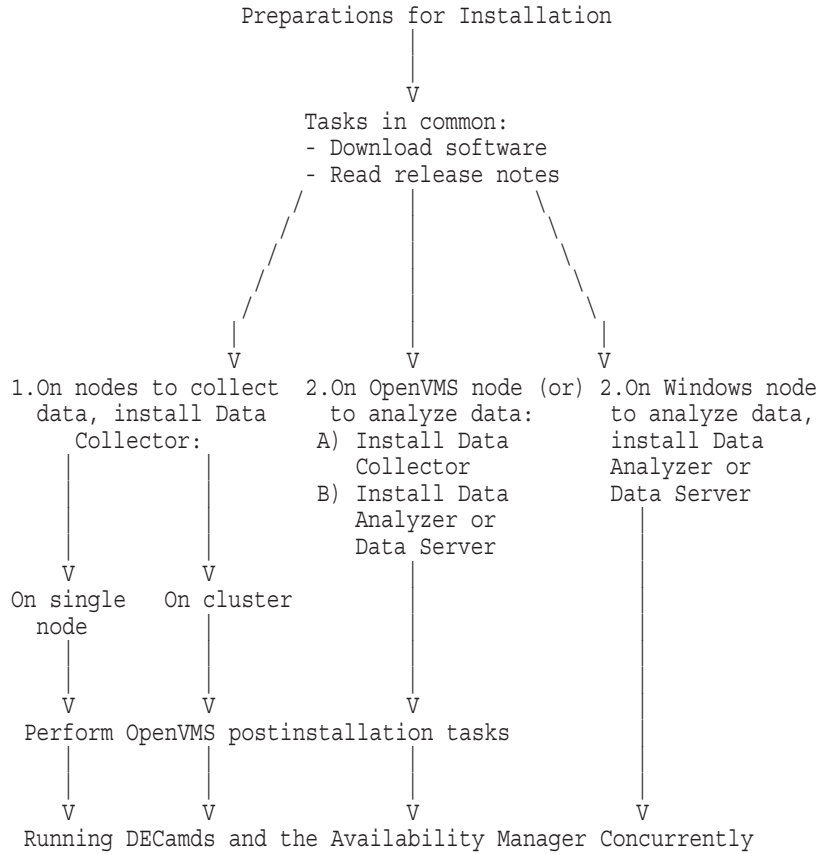 Preparations for Installation
Tasks in common:
- Download software
- Read release notes
1.On nodes to collect
data, install Data
Collector:
2.On OpenVMS node (or)
to analyze data:
A) Install Data
Collector
B) Install Data
Analyzer or
Data Server
2.On Windows node
to analyze data,
install Data
Analyzer or
Data Server
On single
node
On cluster
Perform OpenVMS postinstallation tasks
Running DECamds and the Availability Manager Concurrently